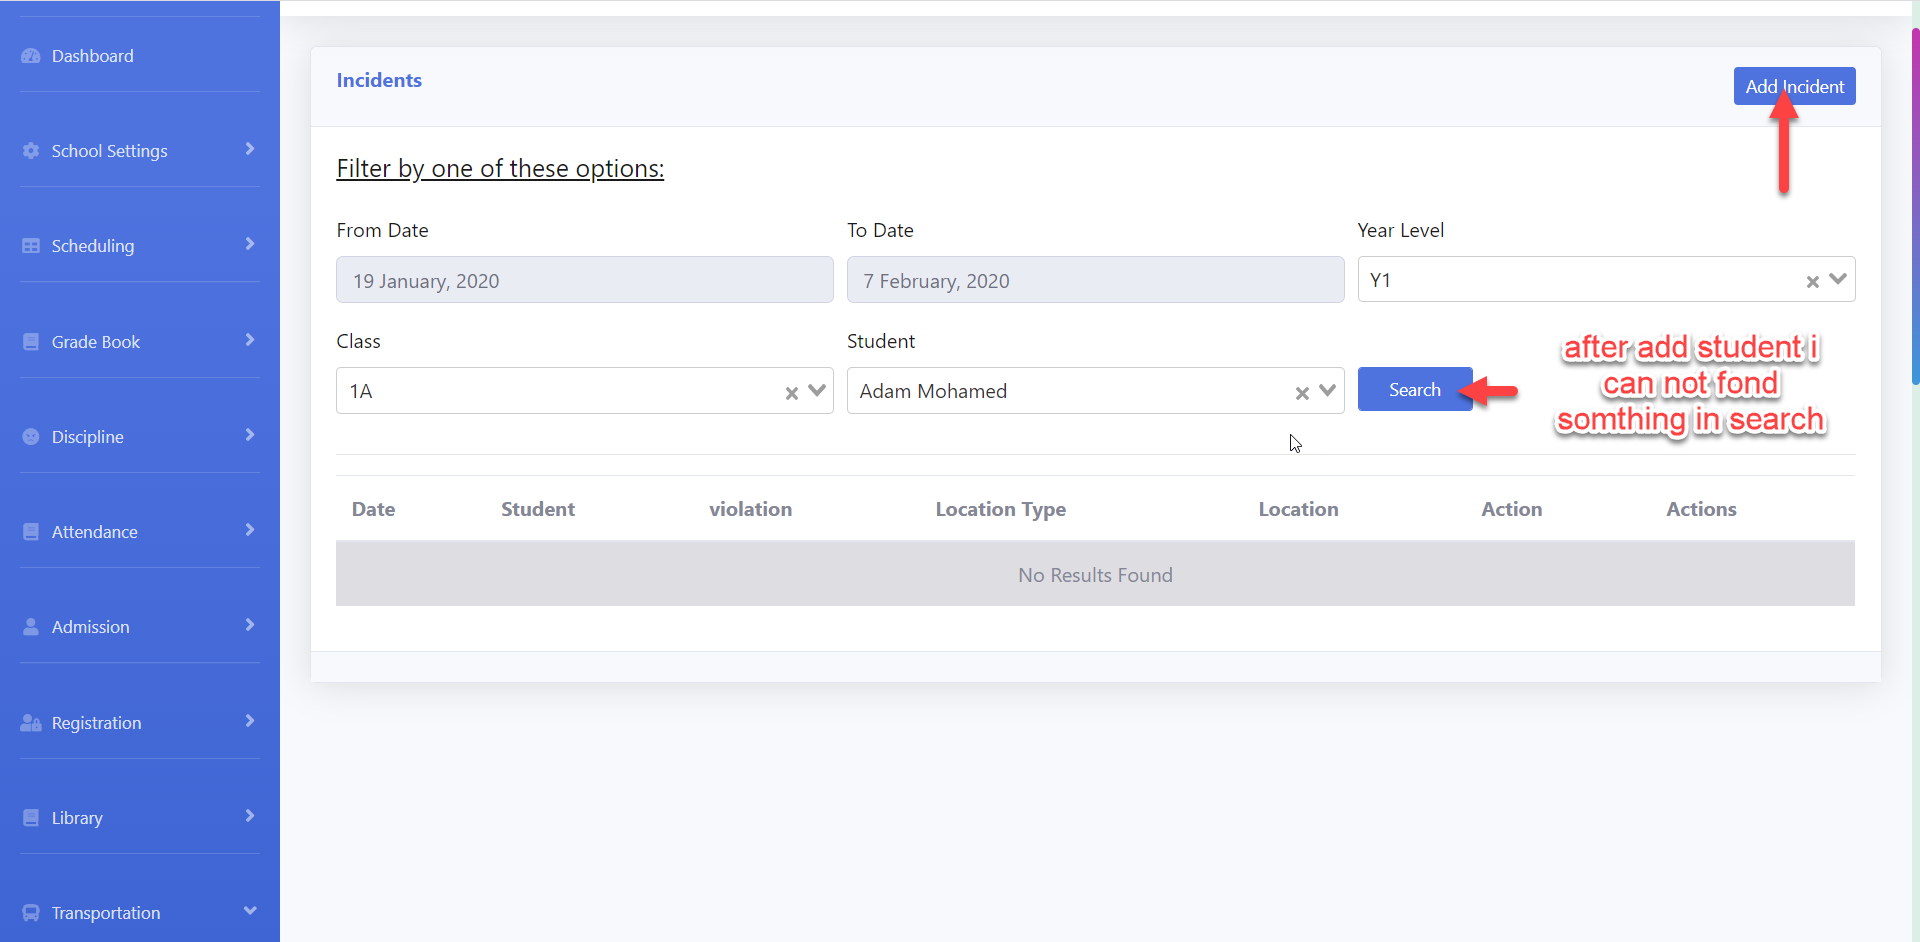 Dashboard
School Settings
Scheduling
Grade Book
Discipline
Attendance
Admission
Registration
Library
Transportation
Incidents
Add Incident
Filter by one of these options:
From Date
To Date
Year Level
19 January, 2020
7 February, 2020
Y1
Class
Student
1A
Adam Mohamed
Search
after add student i
can not fond
somthing in search
Date Student violation Location Type Location Action Actions
No Results Found